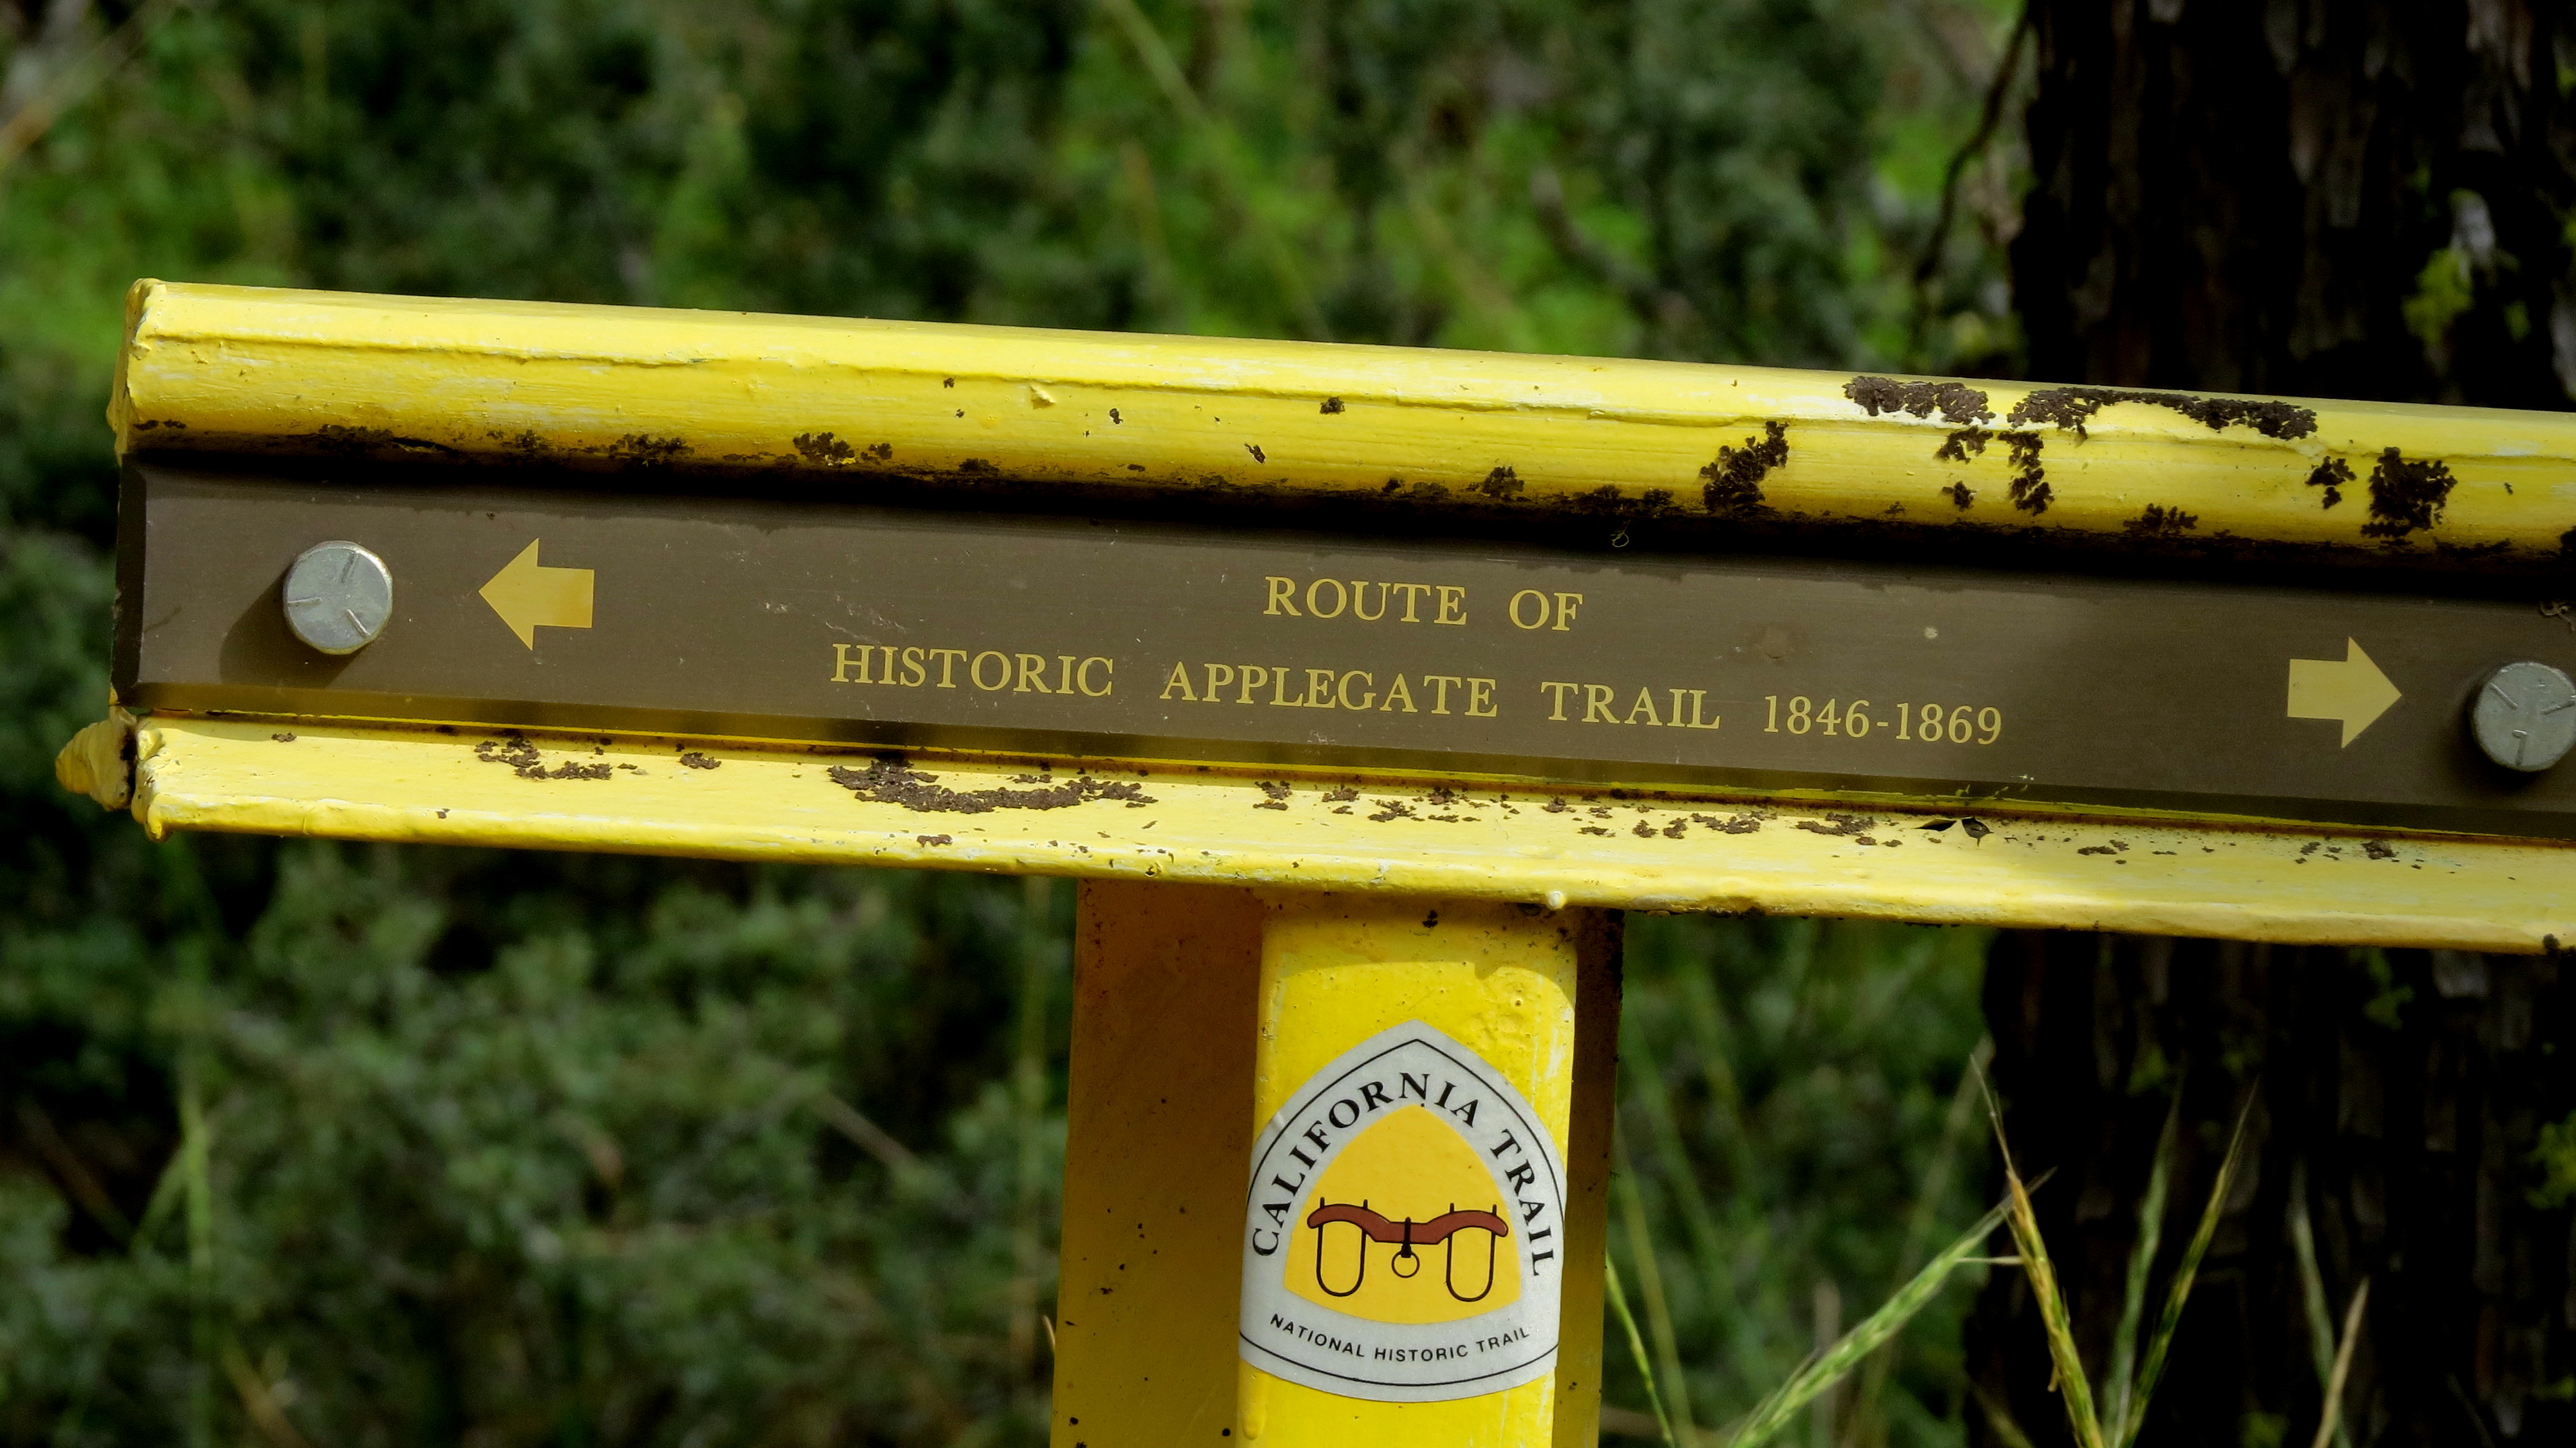 ROUTE OF
HISTORIC APPLEGATE TRAIL 1846-1869
CALIFORNIA TRAIL
NATIONAL HISTORIC TRAIL